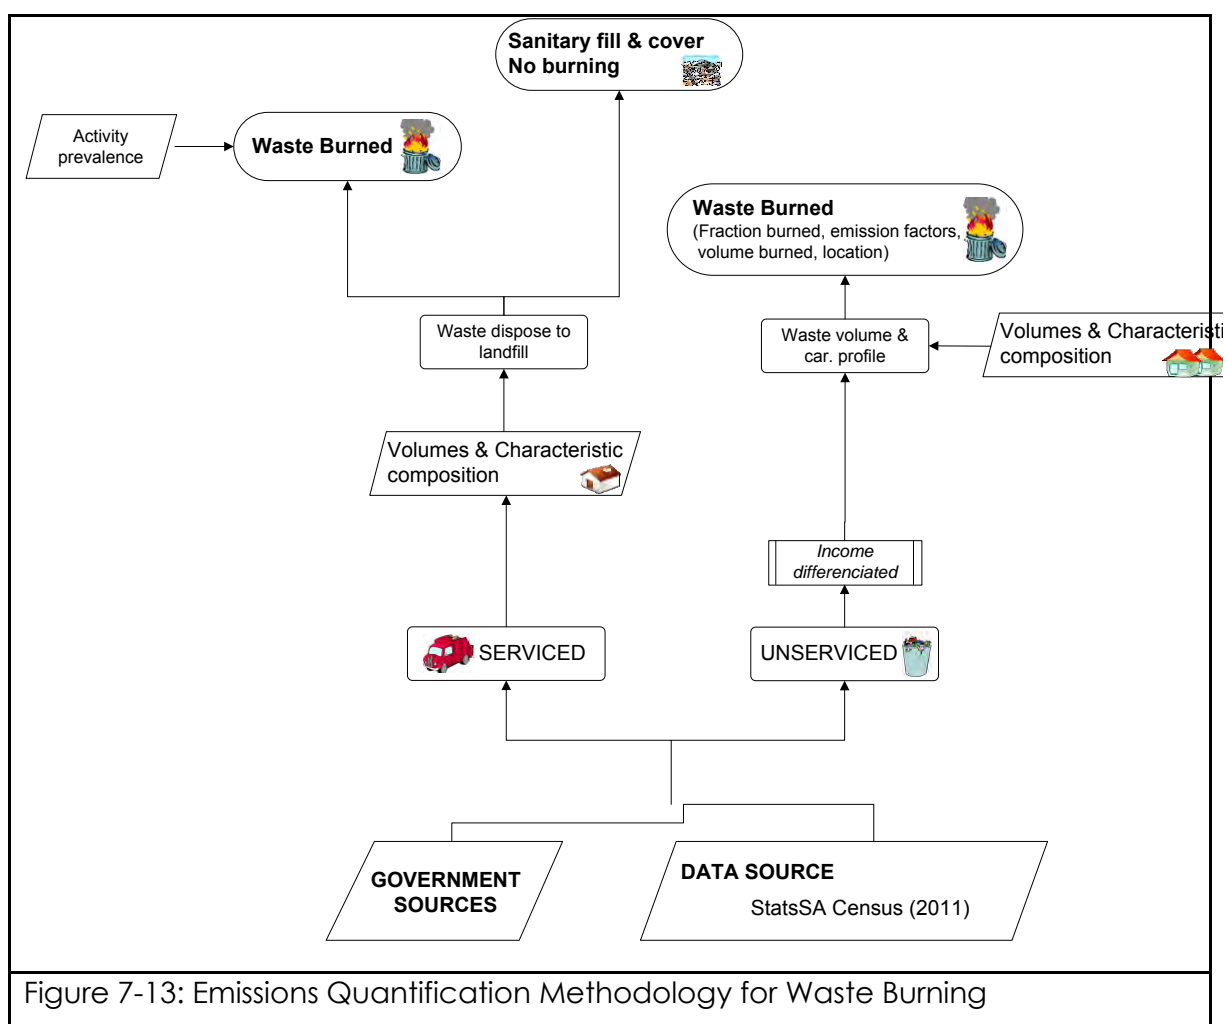 Sanitary fill & cover
No burning
Activity
prevalence
Waste Burned
Waste Burned
(Fraction burned, emission factors,
volume burned, location)
Waste dispose to
landfill
Waste volume &
car. profile
Volumes & Characteristi
composition
Volumes & Characteristic
composition
Income
differenciated
SERVICED
UNSERVICED
GOVERNMENT
SOURCES
DATA SOURCE
StatsSA Census (2011)
Figure 7-13: Emissions Quantification Methodology for Waste Burning